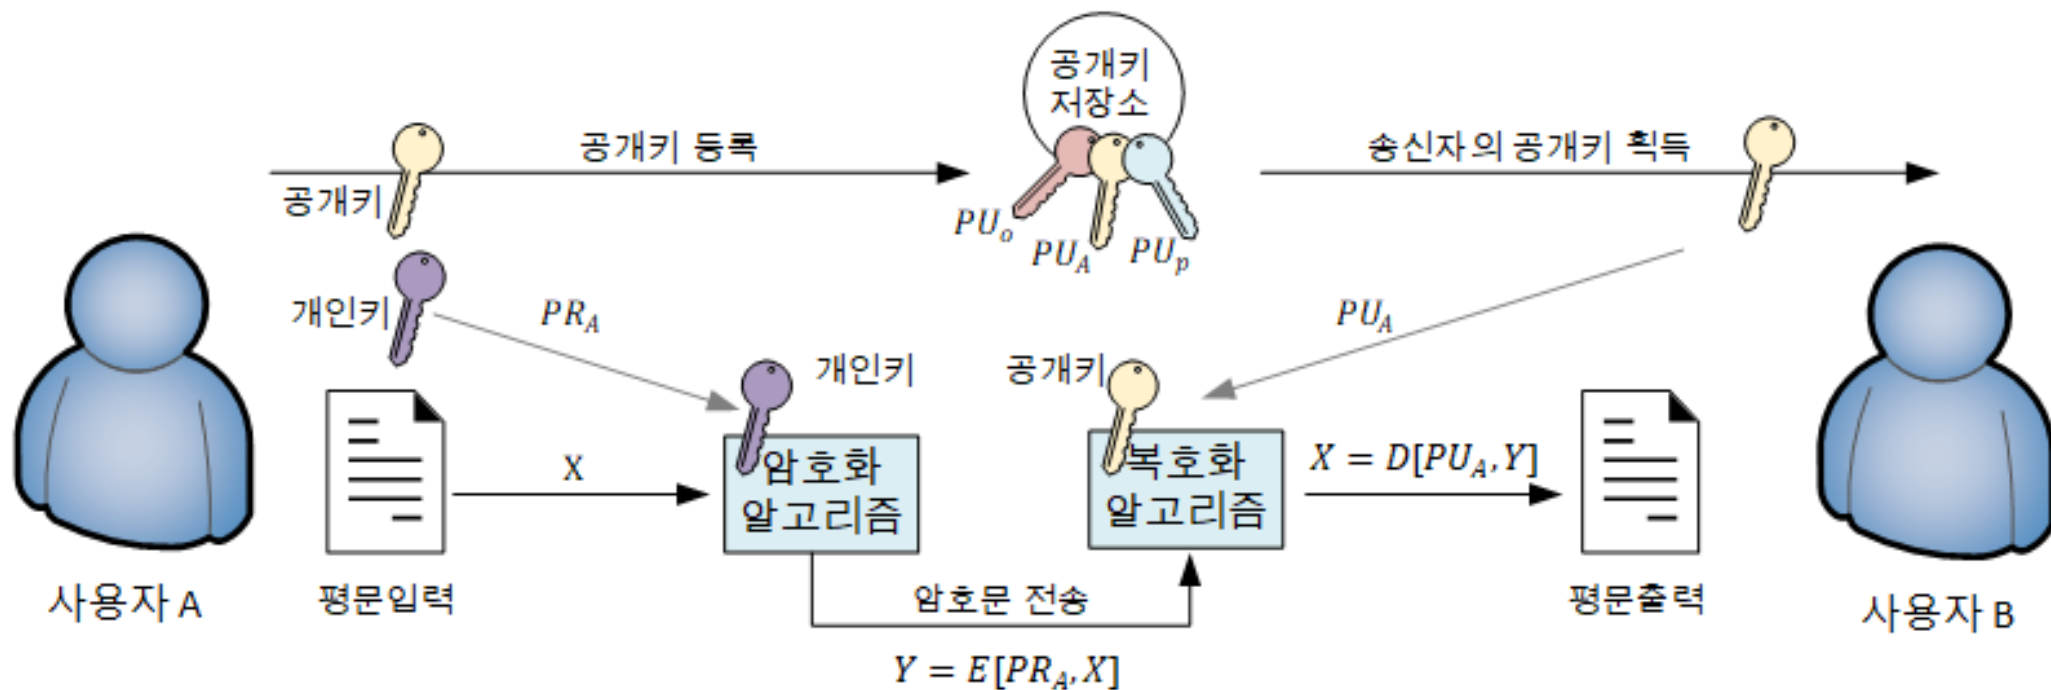 공개키
저장소
공개키 등록
송신자의 공개키 획득
공개키
PU_o
PU_A
PU_p
개인키
PR_A
PU_A
개인키
공개키
X
암호화
알고리즘
복호화
알고리즘
X = D[PU_A, Y]
사용자 A
평문입력
암호문 전송
평문출력
사용자 B
Y = E[PR_A, X]